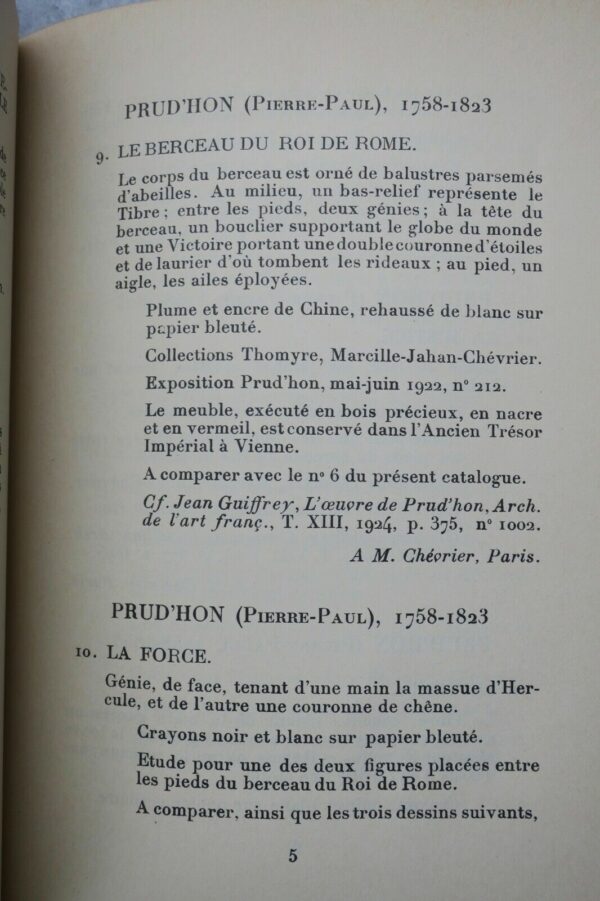 PRUD'HON (Pierre-Paul), 1758-1823
9. LE BERCEAU DU ROI DE ROME.
Le corps du berceau est orné de balustres parsemés
d'abeilles. Au milieu, un bas-relief représente le
Tibre ; entre les pieds, deux génies ; à la tête du
berceau, un bouclier supportant le globe du monde
et une Victoire portant une double couronne d'étoiles
et de laurier d'où tombent les rideaux ; au pied, un
aigle, les ailes éployées.
Plume et encre de Chine, rehaussé de blanc sur
papier bleuté.
Collections Thomyre, Marcille-Jahan-Chévrier.
Exposition Prud'hon, mai-juin 1922, n° 212.
Le meuble, exécuté en bois précieux, en nacre
et en vermeil, est conservé dans l'Ancien Trésor
Impérial à Vienne.
A comparer avec le n° 6 du présent catalogue.
Cf. Jean Guiffrey, L'œuvre de Prud'hon, Arch.
de l'art franç., T. XIII, 1924, p. 375, n° 1002.
A M. Chévrier, Paris.
PRUD'HON (Pierre-Paul), 1758-1823
10. LA FORCE.
Génie, de face, tenant d'une main la massue d'Her-
cule, et de l'autre une couronne de chêne.
Crayons noir et blanc sur papier bleuté.
Etude pour une des deux figures placées entre
les pieds du berceau du Roi de Rome.
A comparer, ainsi que les trois dessins suivants,
5